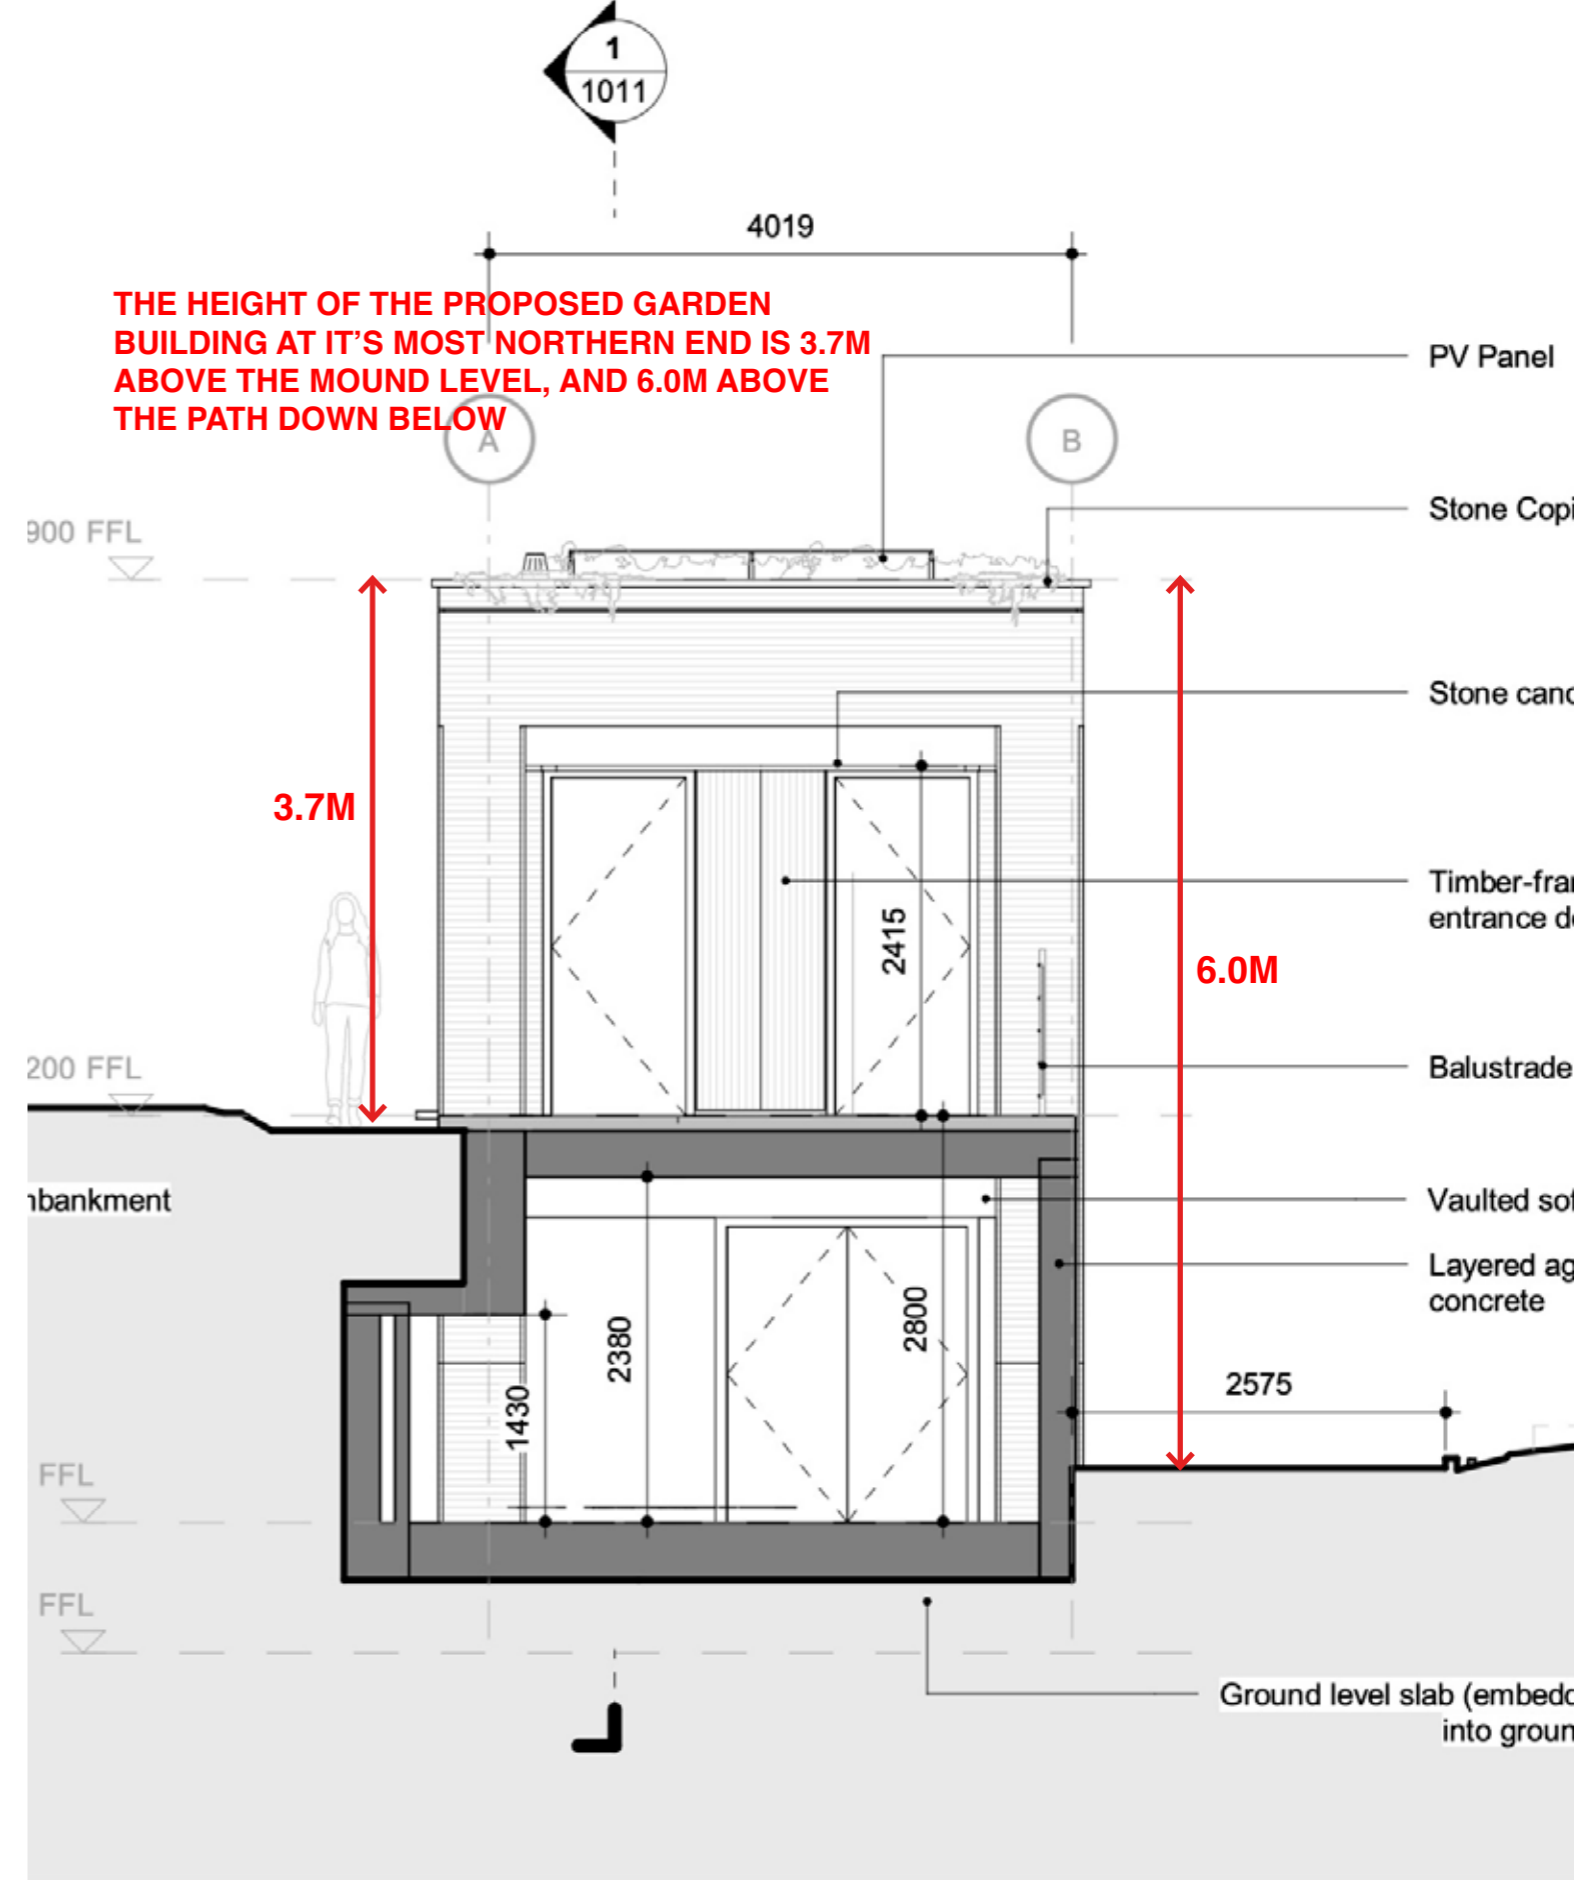 1
1011
4019
THE HEIGHT OF THE PROPOSED GARDEN
BUILDING AT IT'S MOST NORTHERN END IS 3.7M
ABOVE THE MOUND LEVEL, AND 6.0M ABOVE
THE PATH DOWN BELOW
PV Panel
A
B
Stone Copi
900 FFL
Stone cano
3.7M
Timber-fran
entrance do
2415
6.0M
200 FFL
Balustrade
nbankment
Vaulted sof
Layered ag
concrete
2800
2380
2575
1430
FFL
FFL
Ground level slab (embedd
into groun